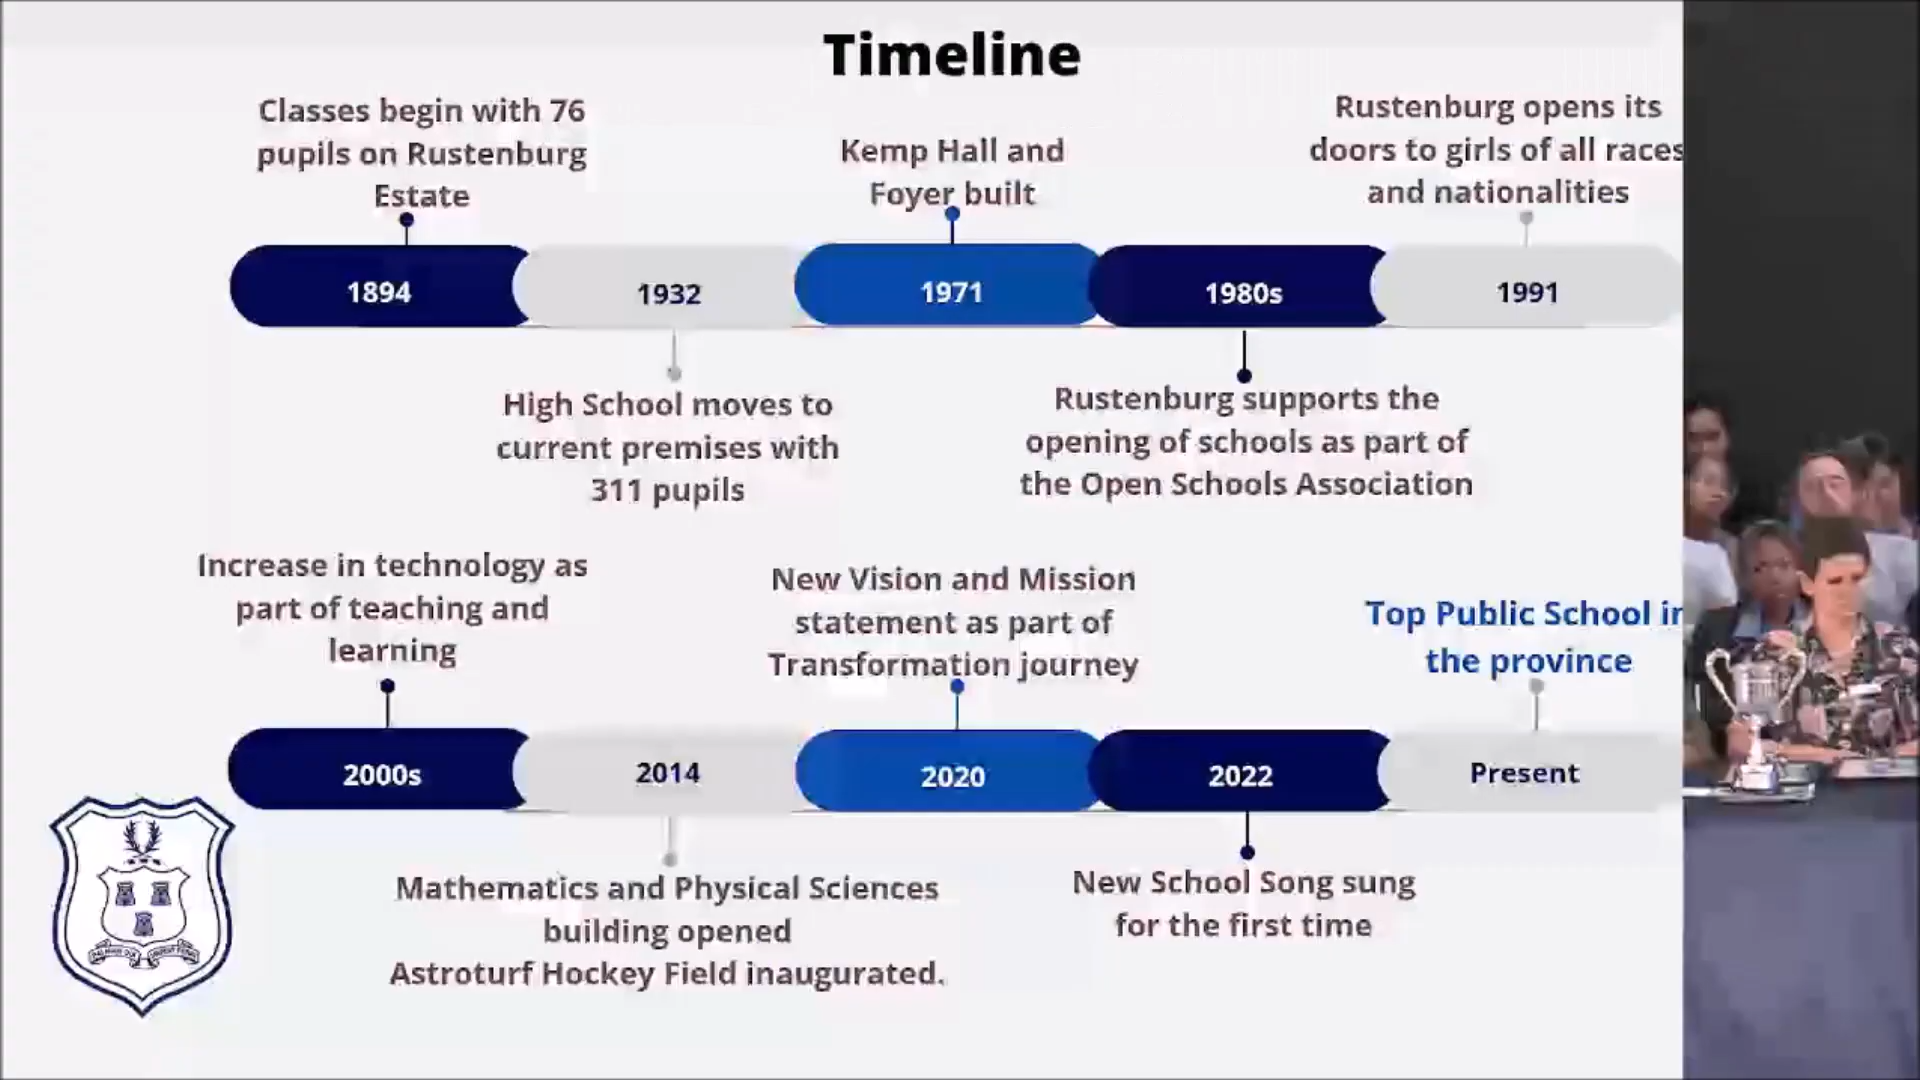 Timeline
Classes begin with 76
pupils on Rustenburg
Estate
Kemp Hall and
Foyer built
Rustenburg opens its
doors to girls of all races
and nationalities
1894
1932
1971
1980s
1991
High School moves to
current premises with
311 pupils
Rustenburg supports the
opening of schools as part of
the Open Schools Association
Increase in technology as
part of teaching and
learning
New Vision and Mission
statement as part of
Transformation journey
Top Public School in
the province
2000s
2014
2020
2022
Present
Mathematics and Physical Sciences
building opened
Astroturf Hockey Field inaugurated.
New School Song sung
for the first time